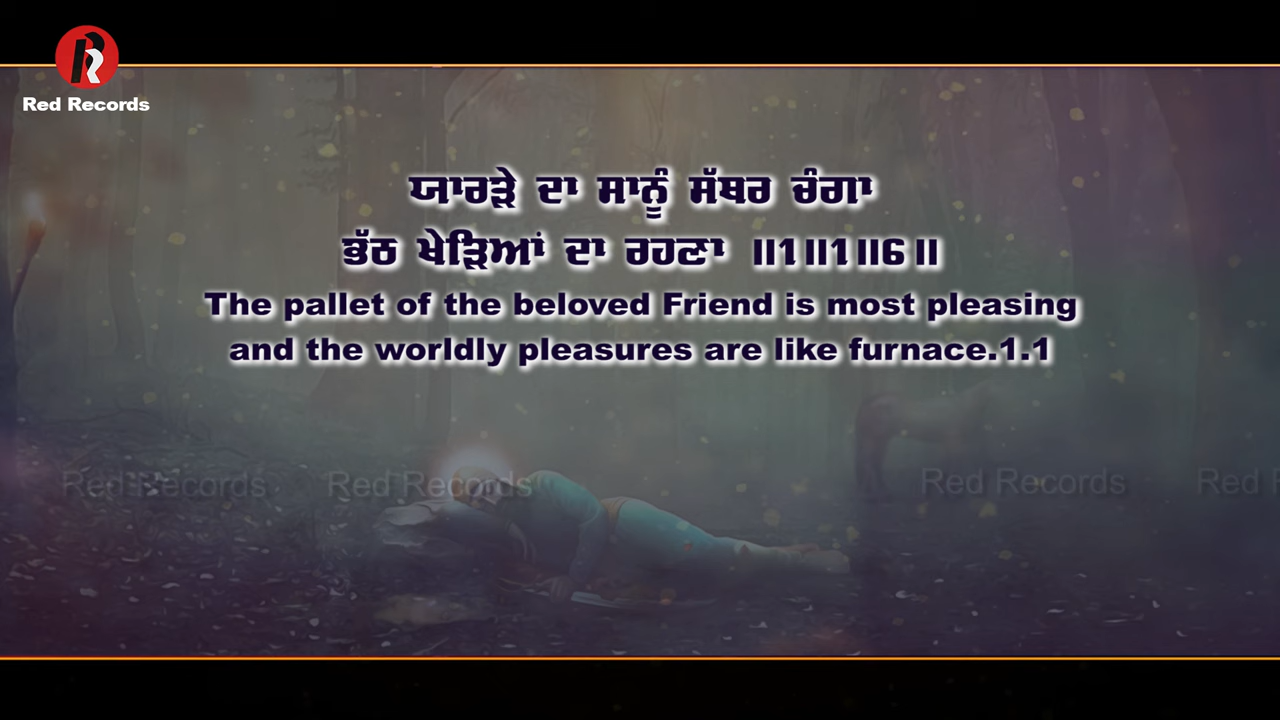 Red Records
ਯਾਰੜੇ ਦਾ ਸਾਨੂੰ ਸੱਥਰ ਚੰਗਾ
ਭੱਠ ਖੇੜਿਆਂ ਦਾ ਰਹਣਾ ॥1॥1॥6॥
The pallet of the beloved Friend is most pleasing
and the worldly pleasures are like furnace.1.1
Red Records Red Records Red Records Red R